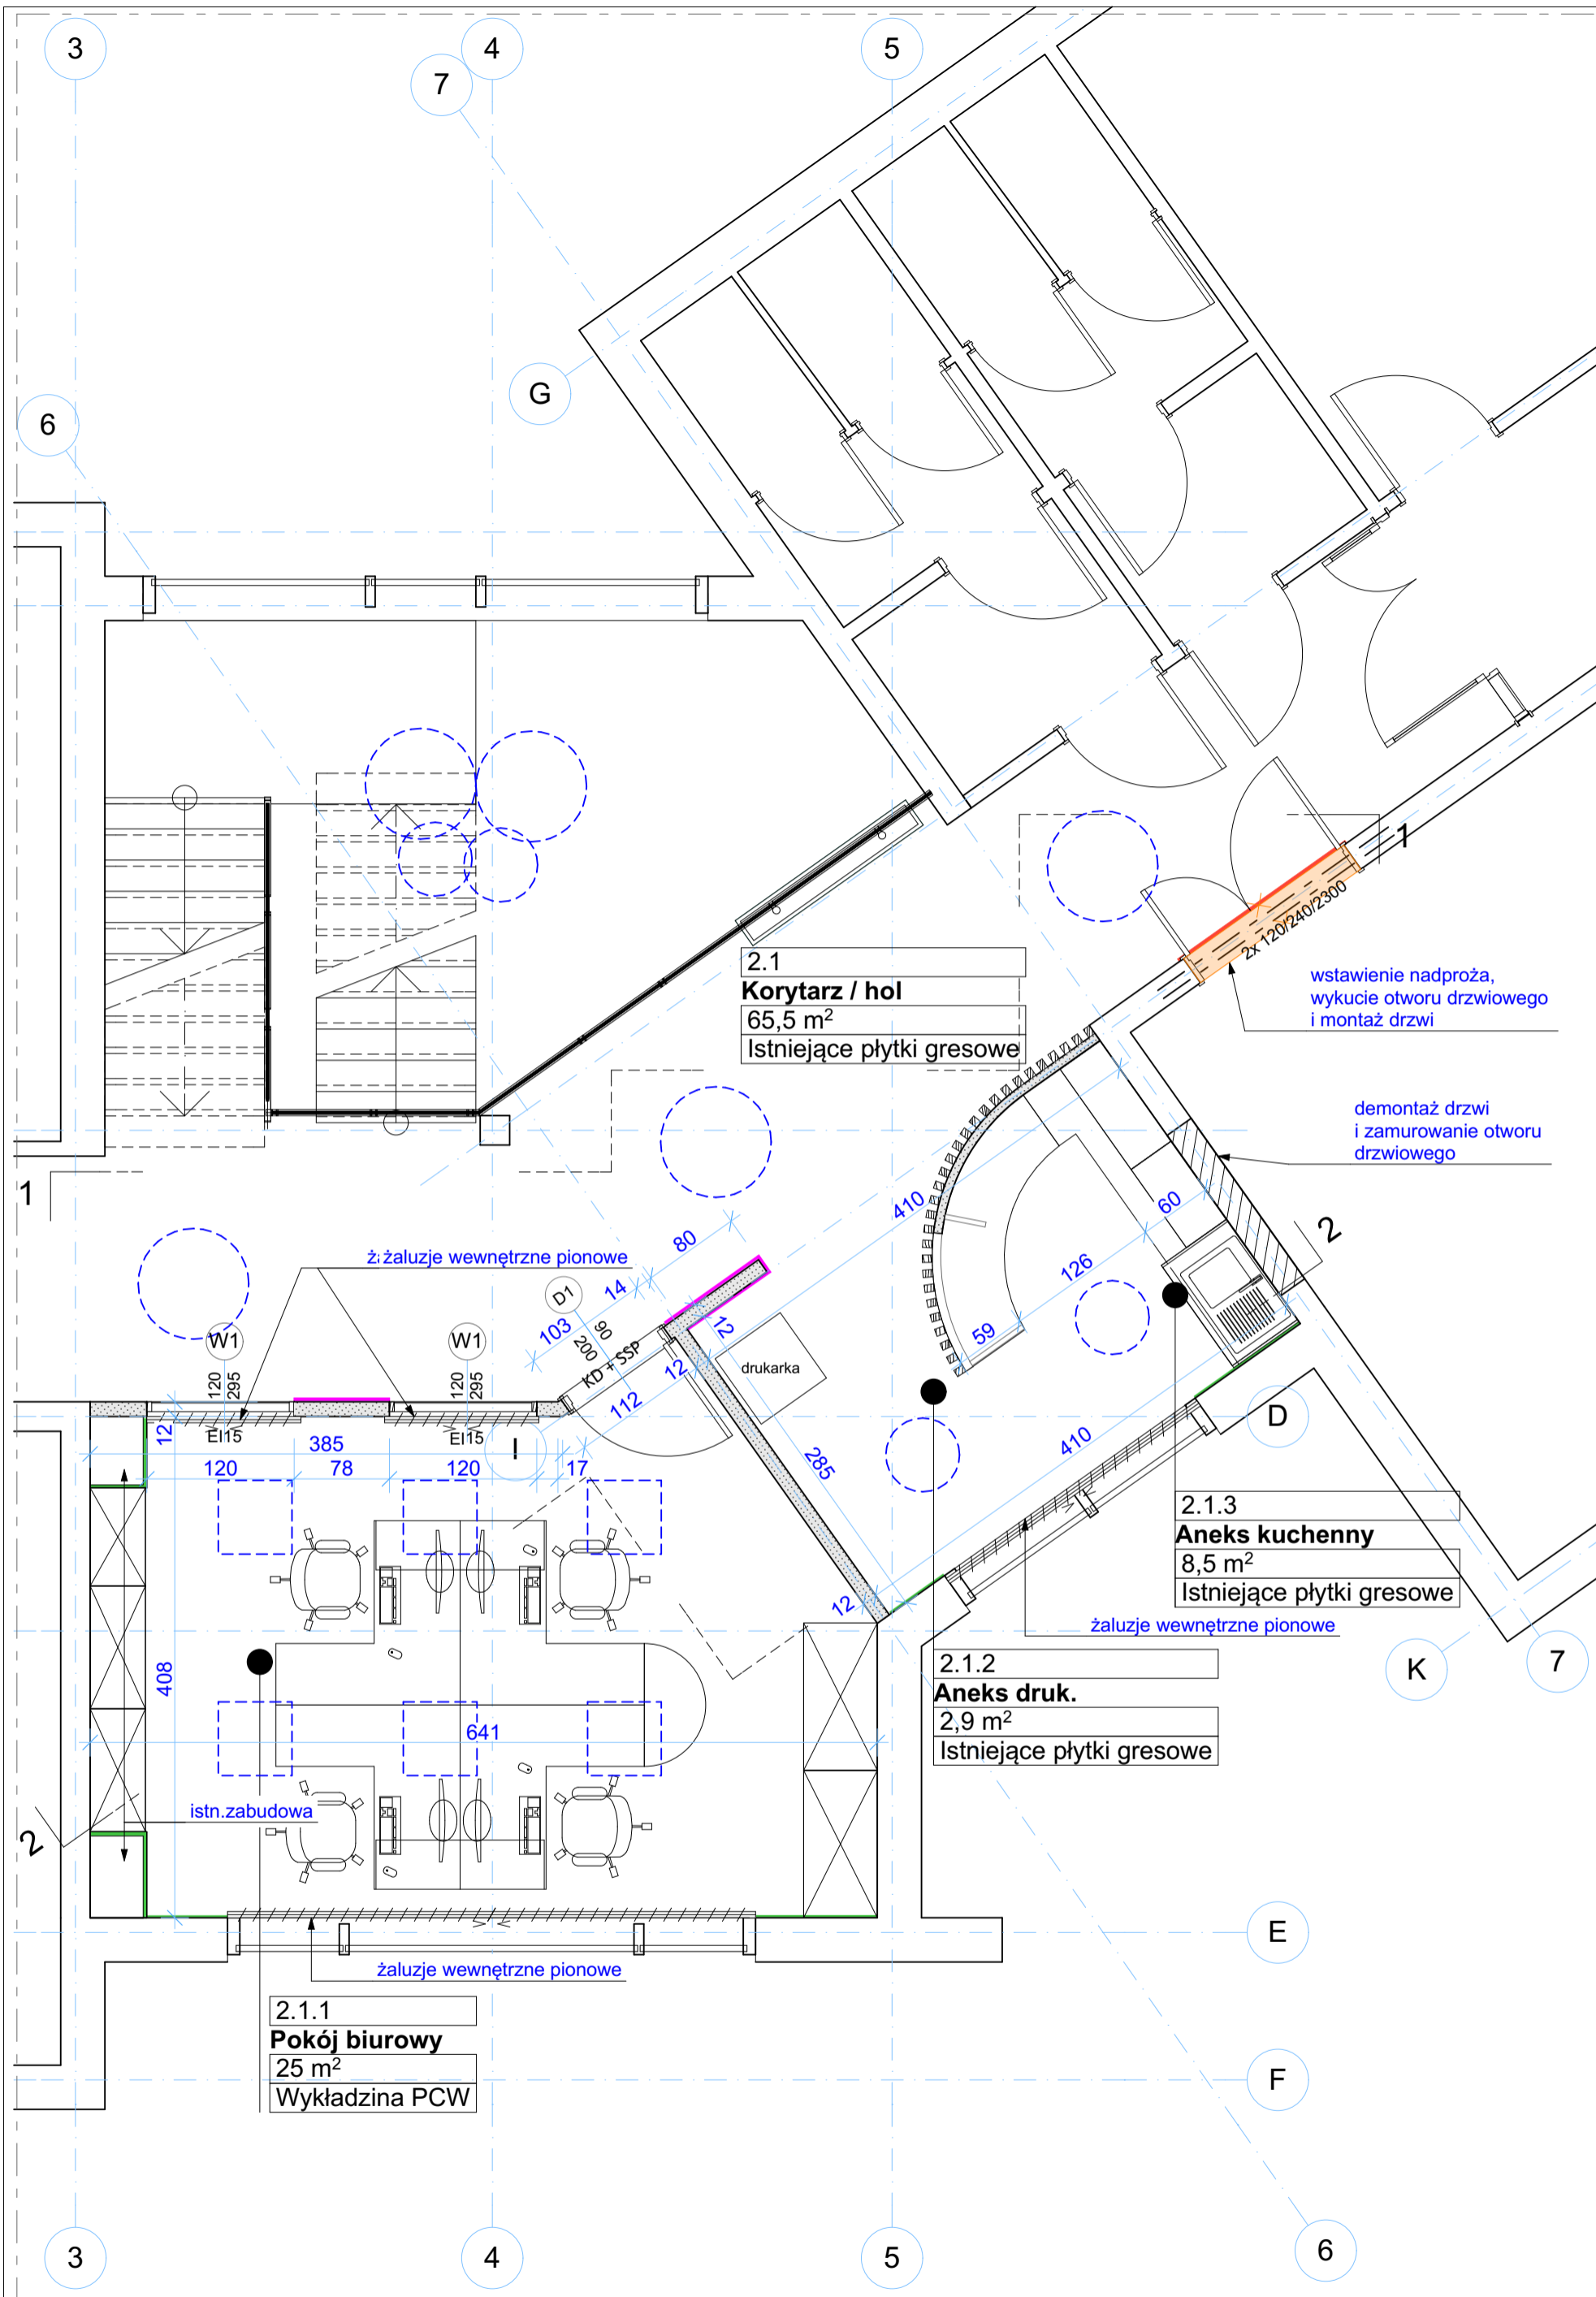 3
4
5
7
G
6
1
2x 120/240/2300
2.1
Korytarz / hol
65,5 m²
Istniejące płytki gresowe
wstawienie nadproża,
wykucie otworu drzwiowego
i montaż drzwi
demontaż drzwi
i zamurowanie otworu
drzwiowego
1
2
410
60
126
59
80
14
103
żaluzje wewnętrzne pionowe
D1
90
200
KD + SSP
12
12
112
drukarka
W1
120
295
EI15
W1
120
295
EI15
I
12
385
120
78
120
17
285
410
D
12
2.1.3
Aneks kuchenny
8,5 m²
Istniejące płytki gresowe
żaluzje wewnętrzne pionowe
2.1.2
Aneks druk.
2,9 m²
Istniejące płytki gresowe
K
7
408
641
istn.zabudowa
2
E
żaluzje wewnętrzne pionowe
2.1.1
Pokój biurowy
25 m²
Wykładzina PCW
F
3
4
5
6